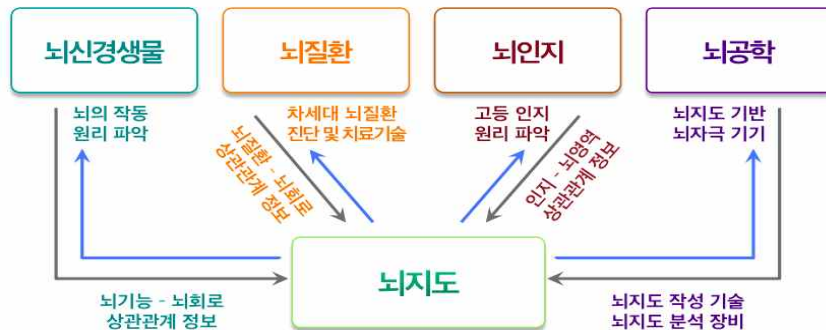 뇌신경생물
뇌질환
뇌인지
뇌공학
뇌의 작동
원리 파악
차세대 뇌질환
진단 및 치료기술
고등 인지
원리 파악
뇌지도 기반
뇌자극 기기
뇌질환 - 뇌회로
상관관계 정보
인지 - 뇌영역
상관관계 정보
뇌지도
뇌기능 - 뇌회로
상관관계 정보
뇌지도 작성 기술
뇌지도 분석 장비